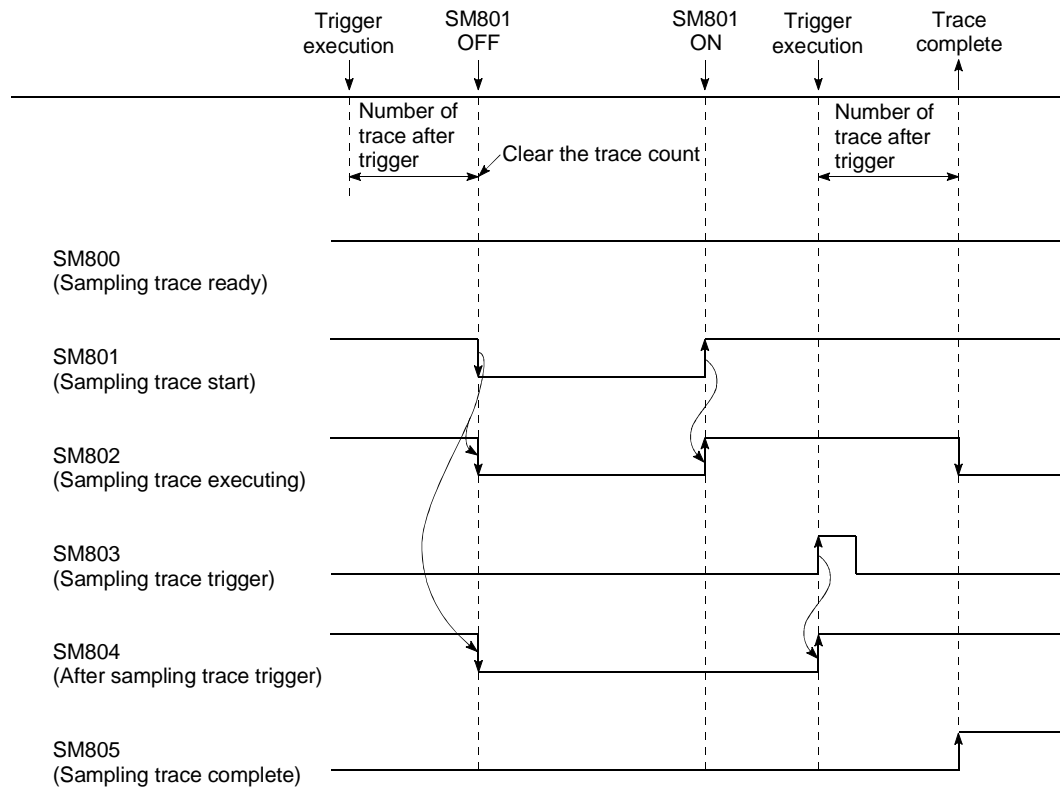 Trigger
execution
SM801
OFF
SM801
ON
Trigger
execution
Trace
complete
Number of
trace after
trigger
Clear the trace count
Number of
trace after
trigger
SM800
(Sampling trace ready)
SM801
(Sampling trace start)
SM802
(Sampling trace executing)
SM803
(Sampling trace trigger)
SM804
(After sampling trace trigger)
SM805
(Sampling trace complete)